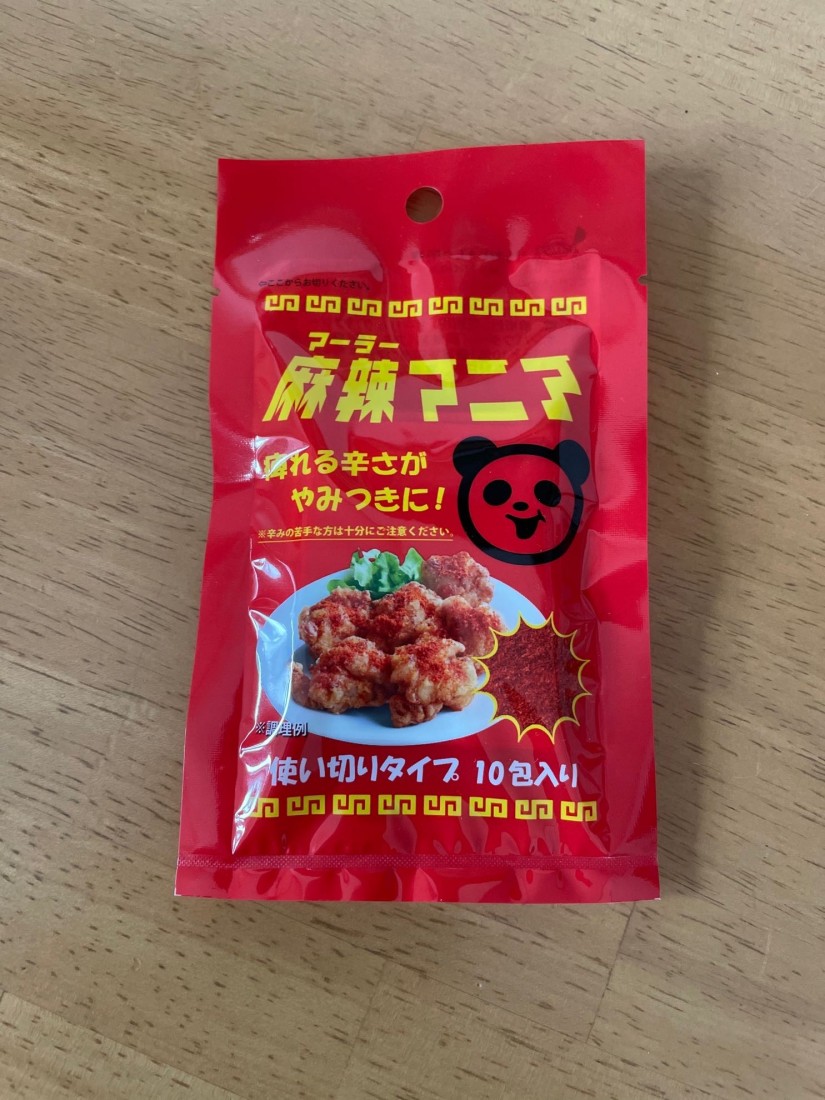 ここからお切りください。
マーラー
麻辣マニア
痺れる辛さが
やみつきに!
※辛みの苦手な方は十分にご注意ください。
※調理例
使い切りタイプ 10包入り